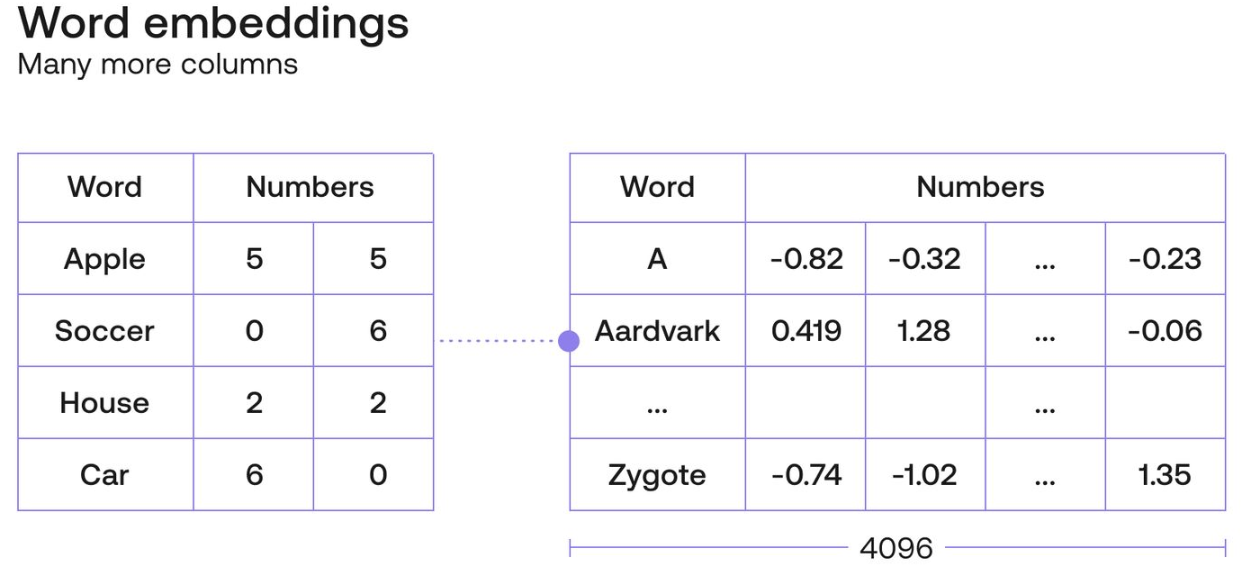 Word embeddings
Many more columns
Word Numbers
Apple 5 5
Soccer 0 6
House 2 2
Car 6 0
Word Numbers
A -0.82 -0.32 ... -0.23
Aardvark 0.419 1.28 ... -0.06
... ...
Zygote -0.74 -1.02 ... 1.35
4096